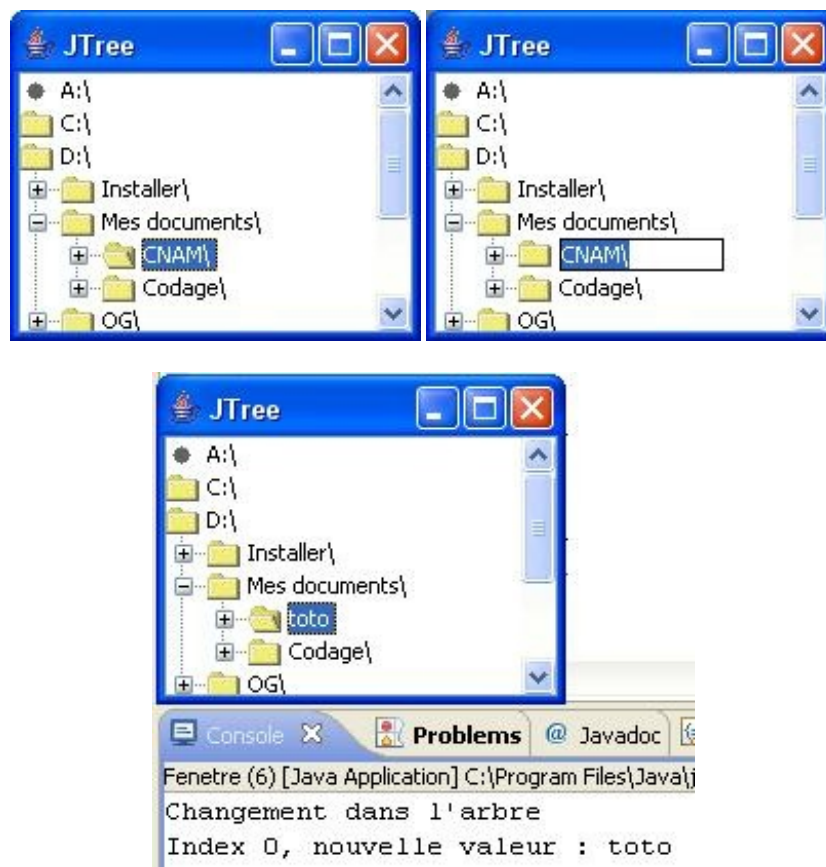 JTree
A:\
C:\
D:\
Installer\
Mes documents\
CNAM\
Codage\
OG\
JTree
A:\
C:\
D:\
Installer\
Mes documents\
CNAM\
Codage\
OG\
JTree
A:\
C:\
D:\
Installer\
Mes documents\
toto
Codage\
OG\
Console Problems @ Javadoc
Fenetre (6) [Java Application] C:\Program Files\Java\j
Changement dans l'arbre
Index 0, nouvelle valeur : toto